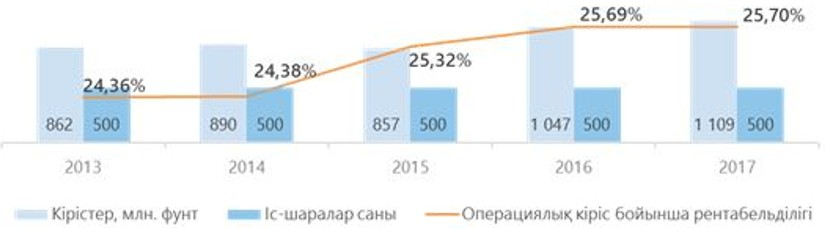 25,69%
25,70%
24,36%
24,38%
25,32%
862 500 890 500 857 500 1 047 500 1 109 500
2013 2014 2015 2016 2017
Кірістер, млн. фунт Іс-шаралар саны Операциялық кіріс бойынша рентабельділігі